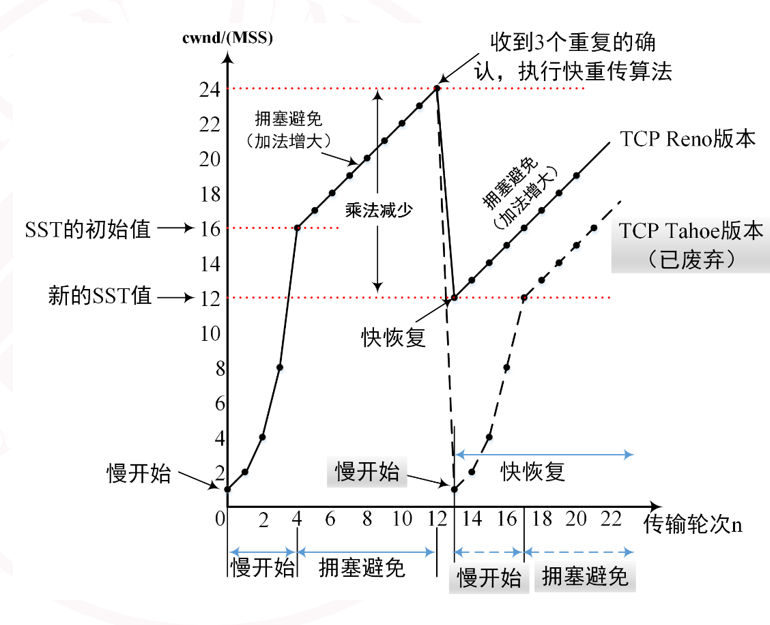 cwnd/(MSS)
收到3个重复的确
认，执行快重传算法
24
22
20
18
16
14
12
10
8
6
4
2
0
拥塞避免
（加法增大）
乘法减少
SST的初始值
新的SST值
慢开始
快恢复
拥塞避免
（加法增大）
TCP Reno版本
TCP Tahoe版本
（已废弃）
慢开始
快恢复
2 4 6 8 10 12 14 16 18 20 22
传输轮次n
慢开始 拥塞避免 慢开始 拥塞避免